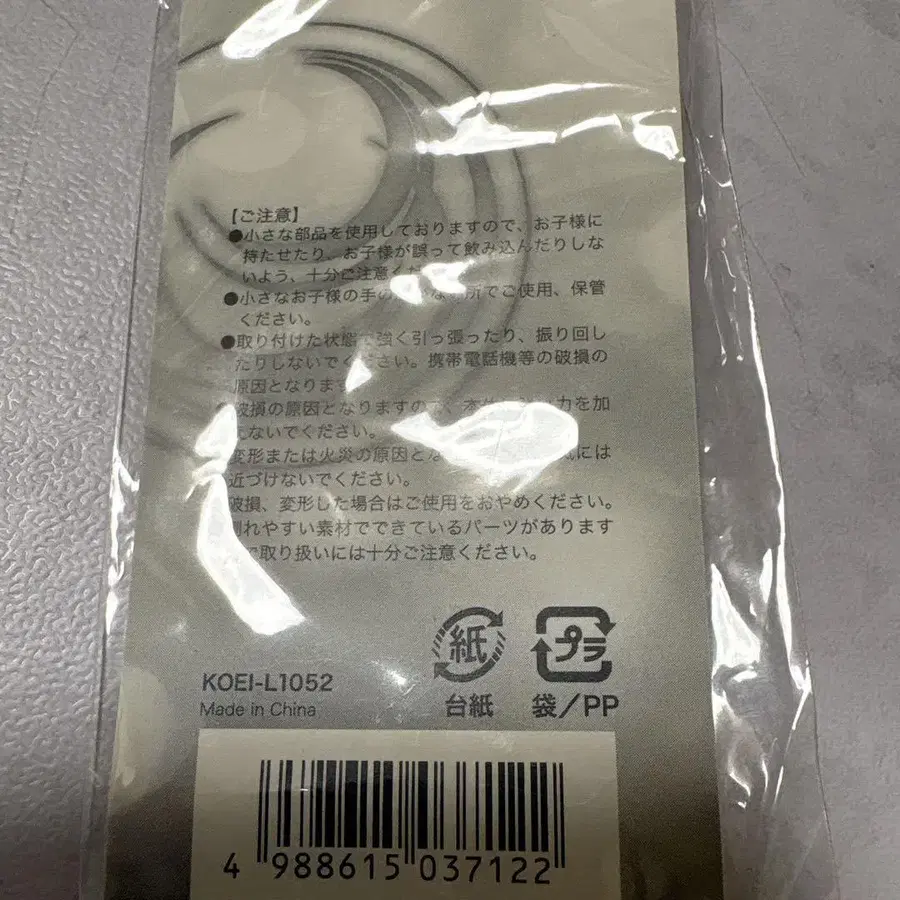 【ご注意】
●小さな部品を使用しておりますので、お子様に
持たせたり、お子様が誤って飲み込んだりしな
いよう、十分ご注意くだ
●小さなお子様の手の かな 所でご使用、保管
ください。
●取り付けた状態で強く引っ張ったり、振り回し
たりしないでください。携帯電話機等の破損の
原因となります
破損の原因となりますので、本体 力を加
えないでください。
変形または火災の原因とな 気には
近づけないでください。
破損、変形した場合はご使用をおやめください。
割れやすい素材でできているパーツがあります
で取り扱いには十分ご注意ください。
紙
プラ
KOEI-L1052
台紙
袋/PP
Made in China
4 988615 037122